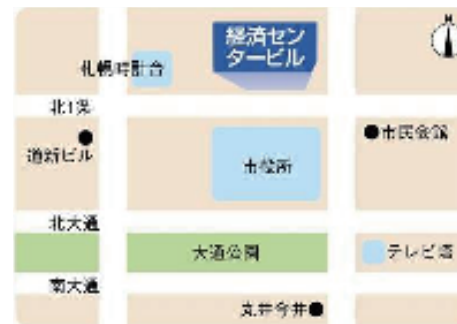 経済セン
タービル
N
札幌時計台
北1条
●市民会館
道新ビル
市役所
北大通
大通公園
テレビ塔
南大通
丸井今井●